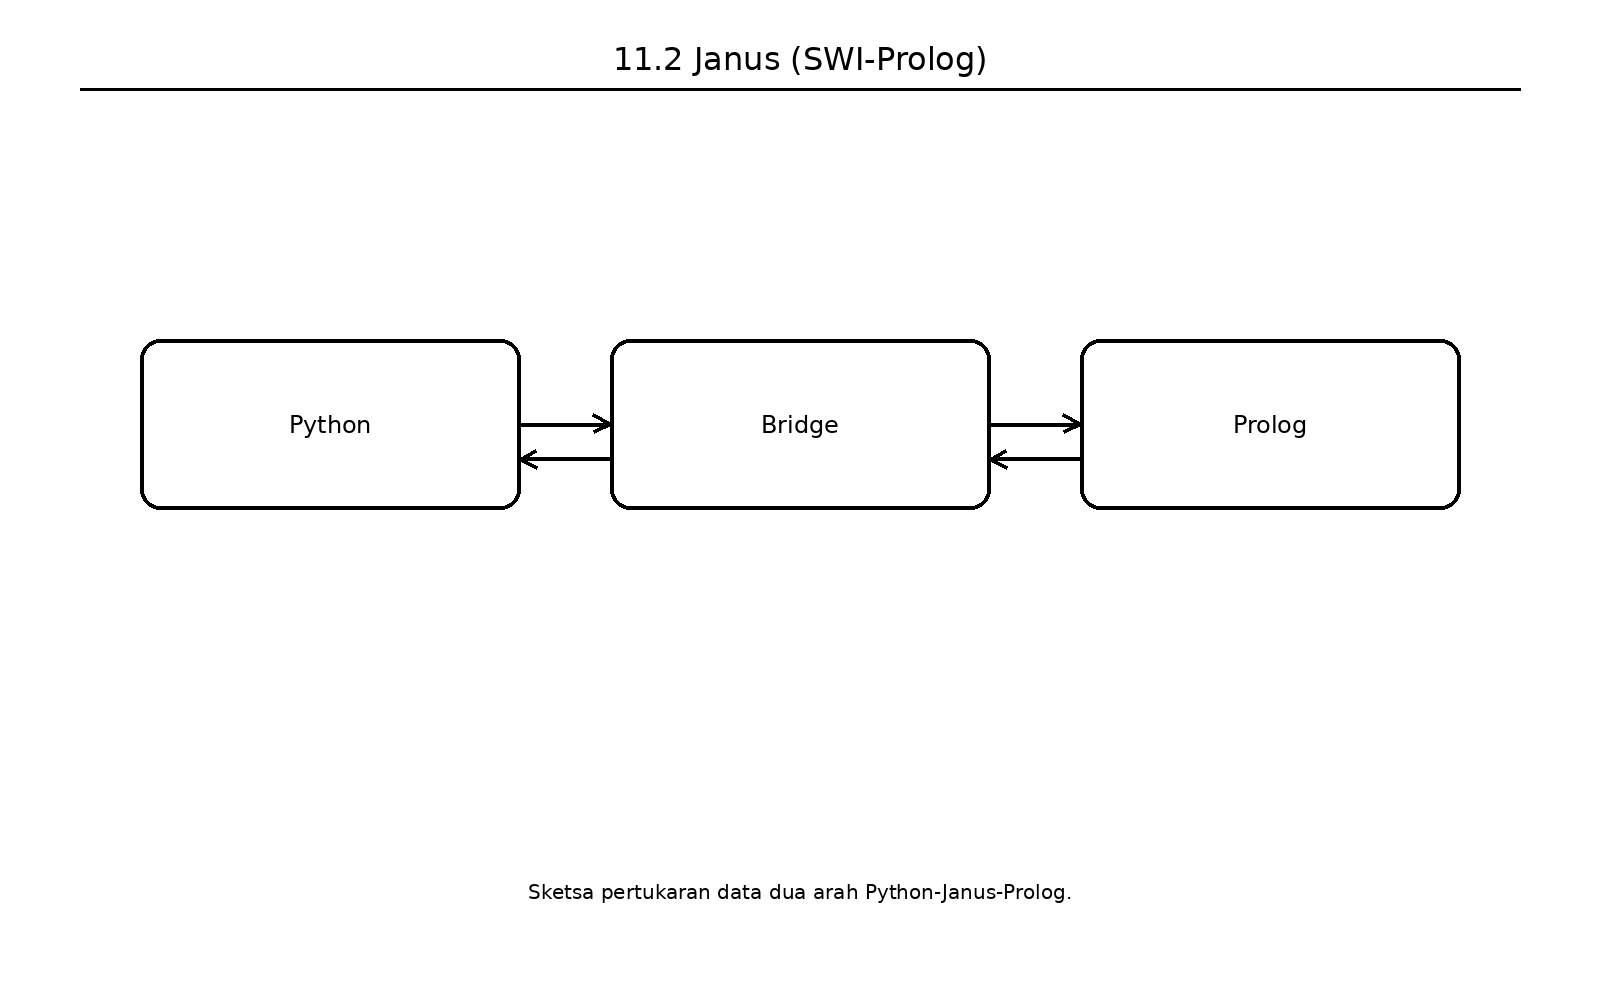 11.2 Janus (SWI-Prolog)
Python
Bridge
Prolog
Sketsa pertukaran data dua arah Python-Janus-Prolog.